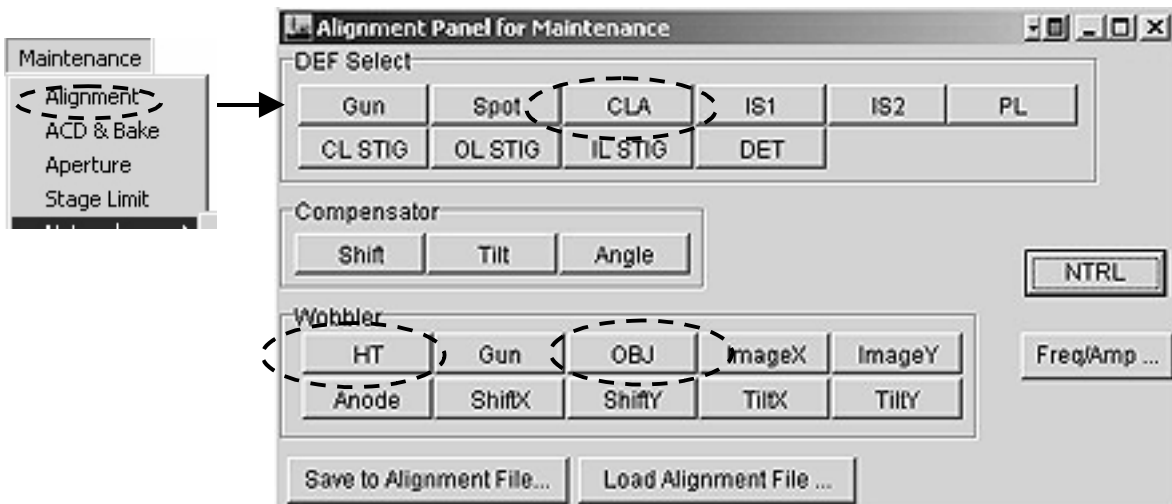 Maintenance
Alignment
ACD & Bake
Aperture
Stage Limit
Alignment Panel for Maintenance
DEF Select
Gun Spot CLA IS1 IS2 PL
CL STIG OL STIG IL STIG DET
Compensator
Shift Tilt Angle
NTRL
Wobbler
HT Gun OBJ ImageX ImageY
Freq/Amp ...
Anode ShiftX ShiftY TiltX TiltY
Save to Alignment File... Load Alignment File ...